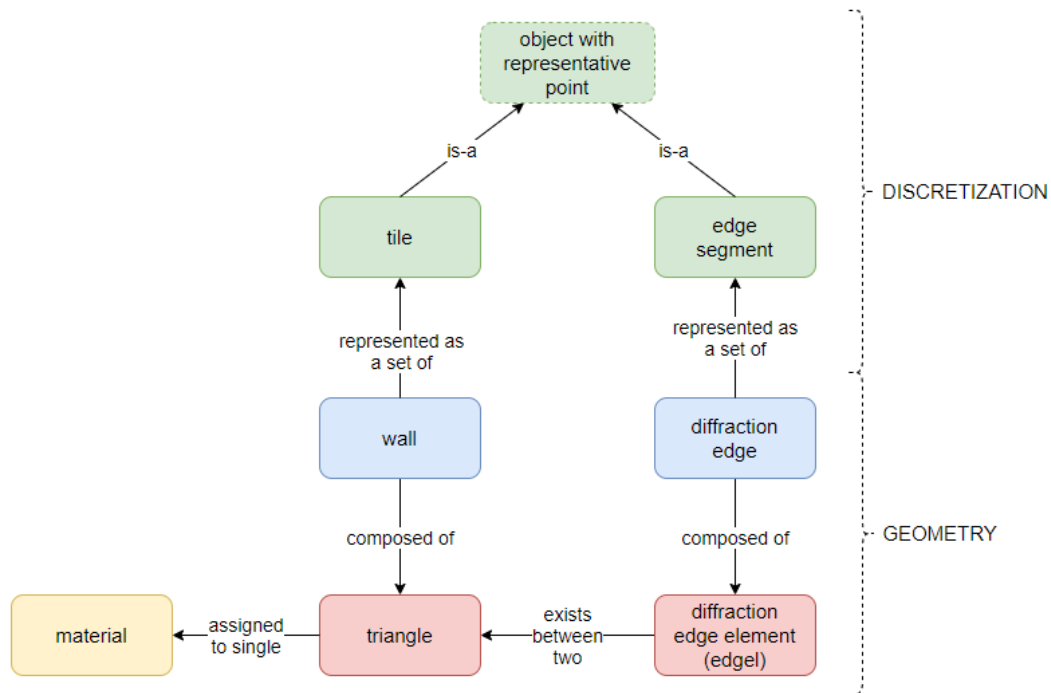 object with
representative
point
is-a
is-a
DISCRETIZATION
tile
edge
segment
represented as
a set of
represented as
a set of
wall
diffraction
edge
composed of
composed of
GEOMETRY
material
assigned
to single
triangle
exists
between
two
diffraction
edge element
(edgel)